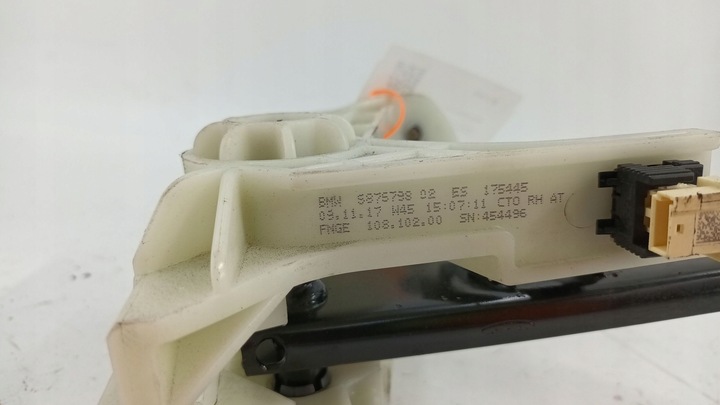 BMW 6876798 02 ES 175445
09.11.17 W45 15:07:11 CTO RH AT
FNGE 108.102.00 SN:454496